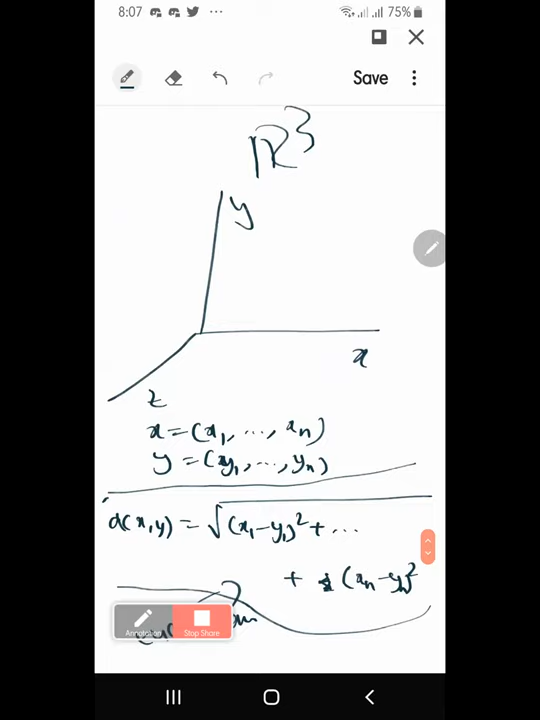 8:07 75%
Save
R³
y
x
z
x=(x₁,...,xₙ)
y=(y₁,...,yₙ)
d(x,y)=√(x₁-y₁)²+...
+ (xₙ-yₙ)²
Annotation Stop Share